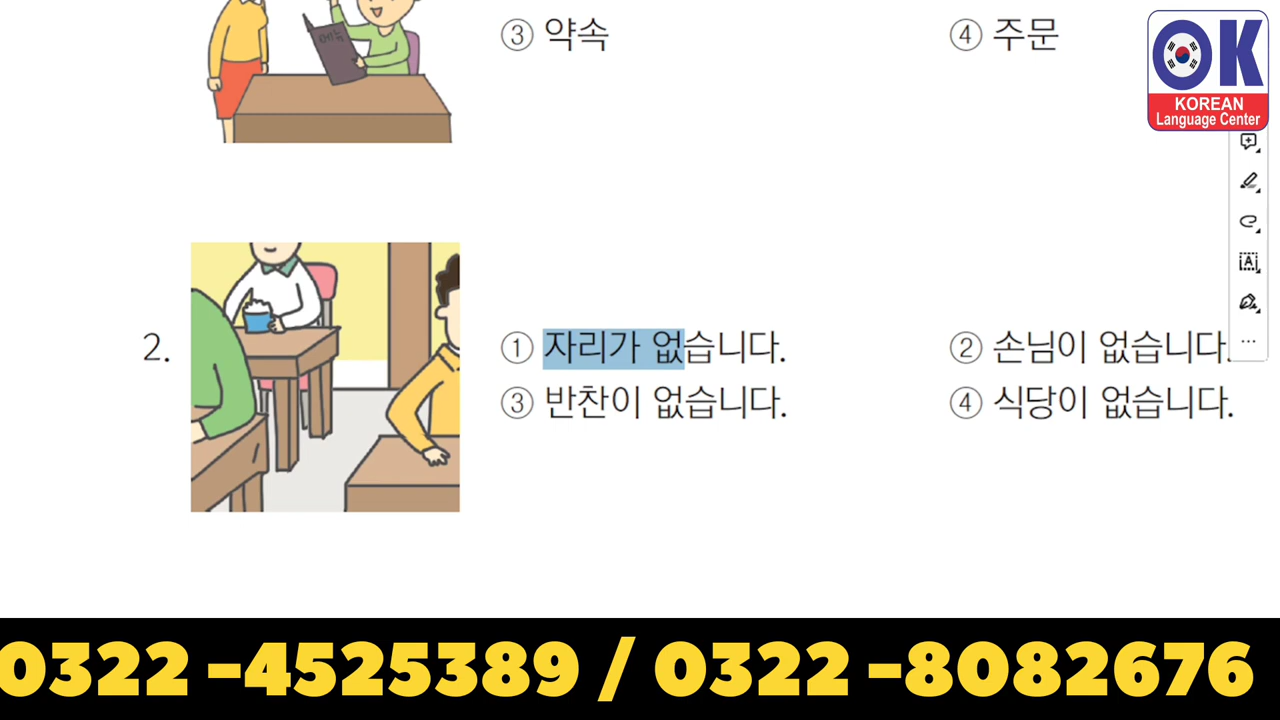 ③ 약속
④ 주문
메뉴
OK
KOREAN
Language Center
2.
① 자리가 없습니다.
② 손님이 없습니다.
③ 반찬이 없습니다.
④ 식당이 없습니다.
0322 -4525389 / 0322 -8082676